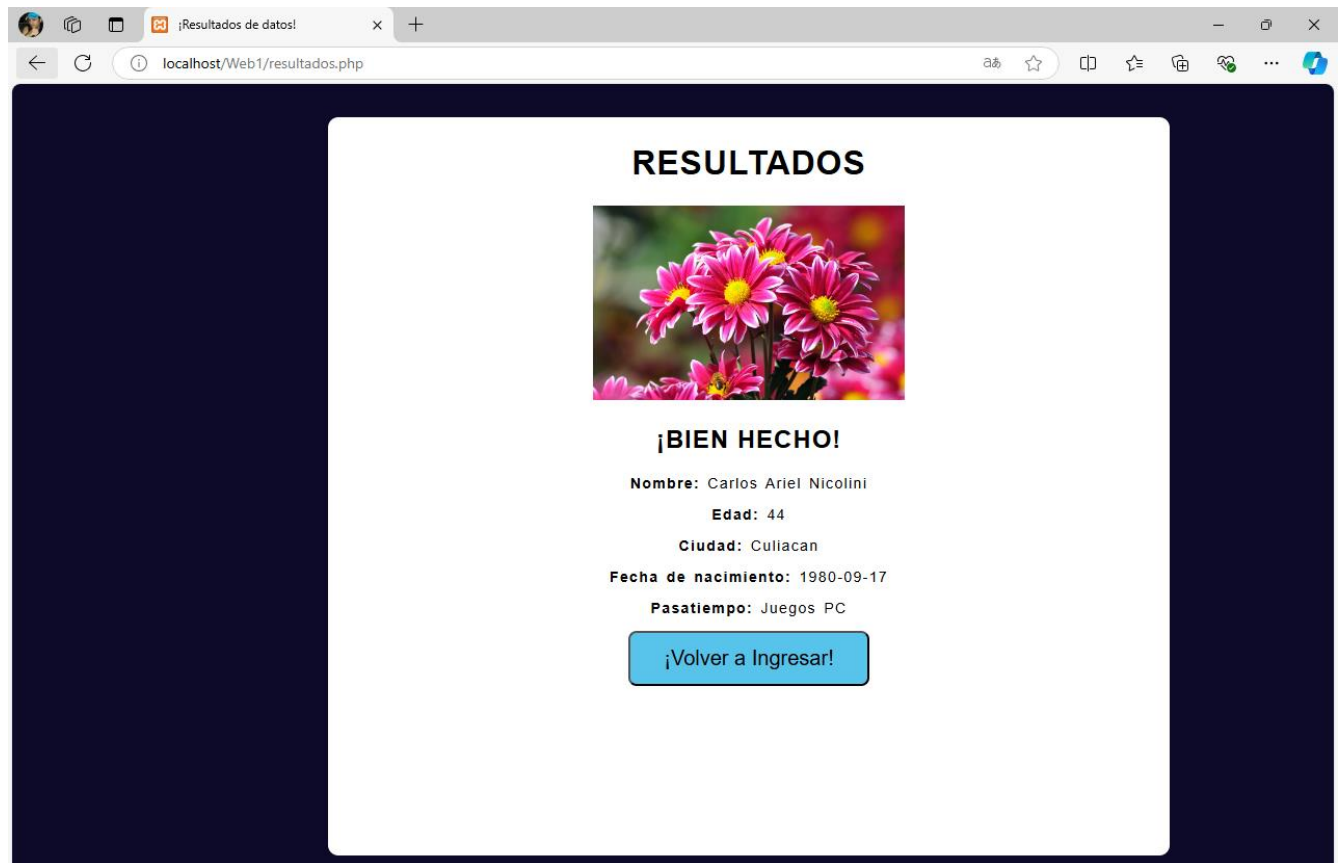 ¡Resultados de datos!
localhost/Web1/resultados.php
RESULTADOS
¡BIEN HECHO!
Nombre: Carlos Ariel Nicolini
Edad: 44
Ciudad: Culiacan
Fecha de nacimiento: 1980-09-17
Pasatiempo: Juegos PC
¡Volver a Ingresar!